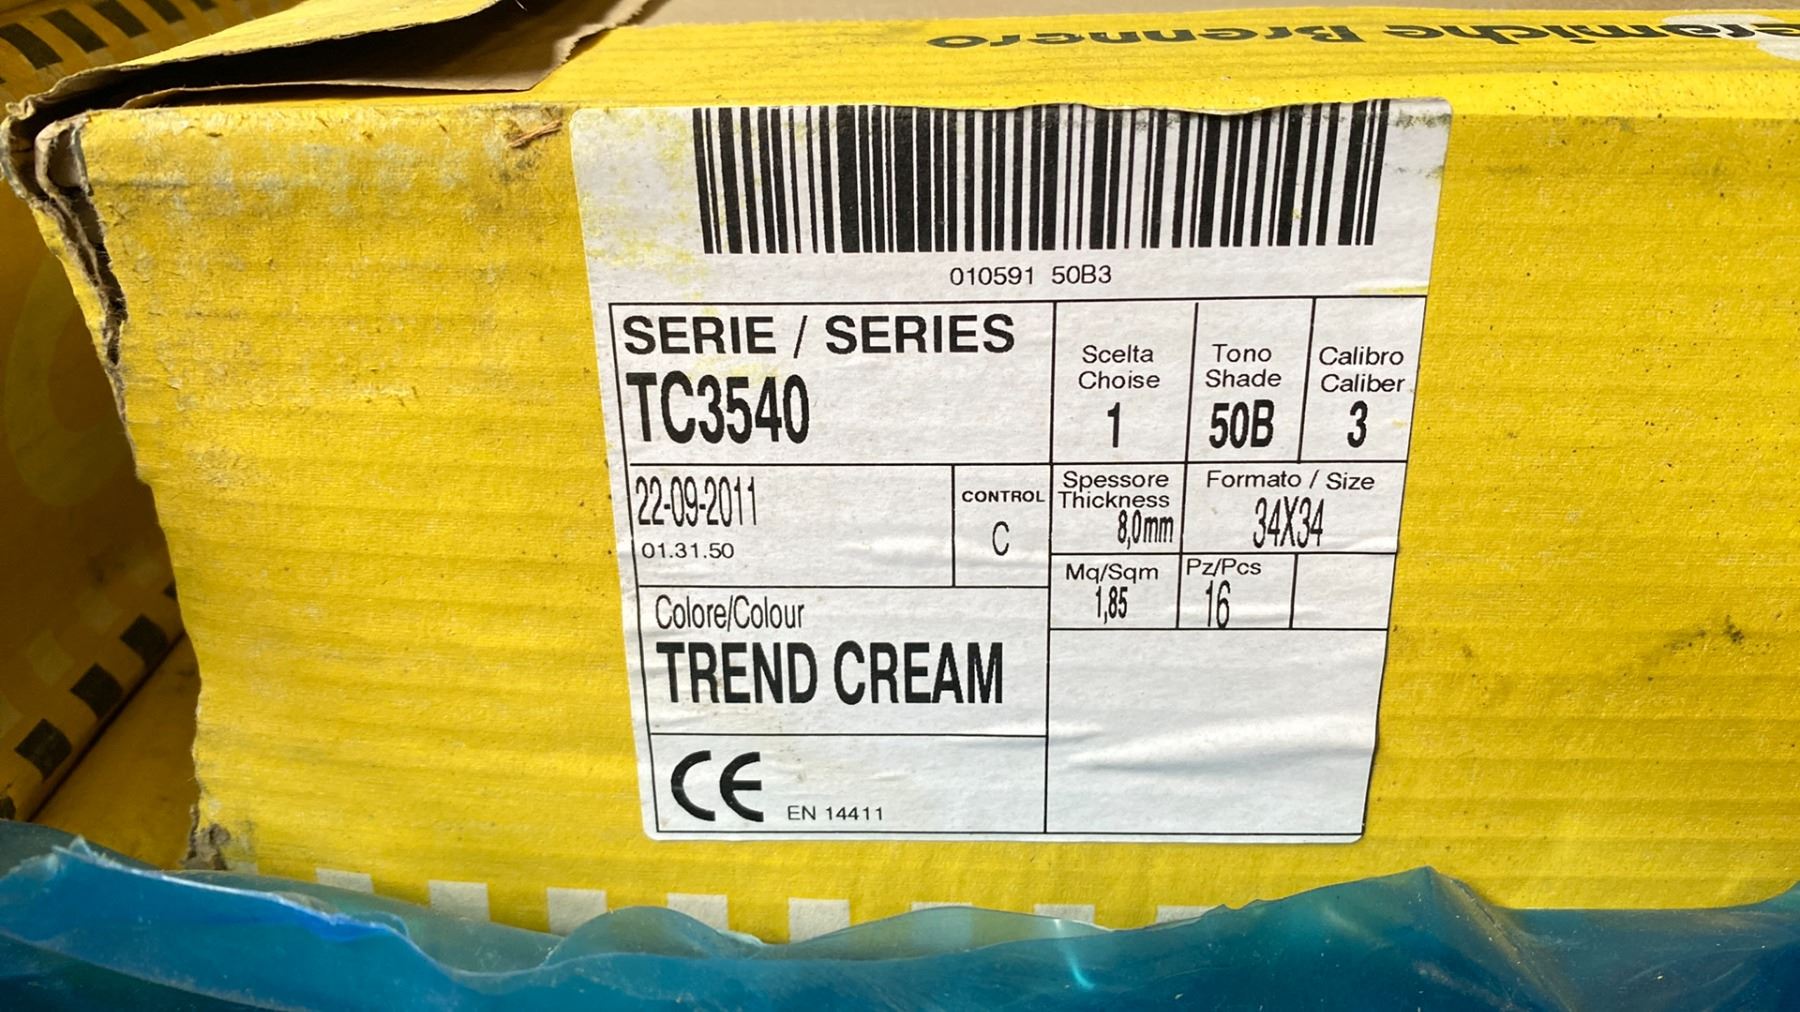 eramiche Brennero
010591 50B3
SERIE / SERIES
TC3540
Scelta
Choise
1
Tono
Shade
50B
Calibro
Caliber
3
22-09-2011
01.31.50
CONTROL
C
Spessore
Thickness
8,0mm
Formato / Size
34X34
Mq/Sqm
1,85
Pz/Pcs
16
Colore/Colour
TREND CREAM
CE
EN 14411